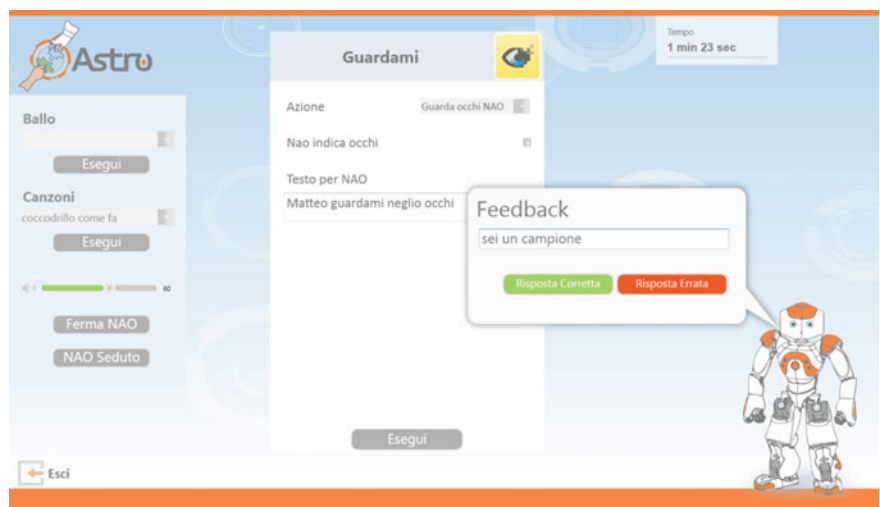 Astro
Tempo
1 min 23 sec
Ballo
Esegui
Canzoni
coccodrillo come fa
Esegui
60
Ferma NAO
NAO Seduto
Esci
Guardami
Azione Guarda occhi NAO
Nao indica occhi
Testo per NAO
Matteo guardami neglio occhi
Esegui
Feedback
sei un campione
Risposta Corretta Risposta Errata